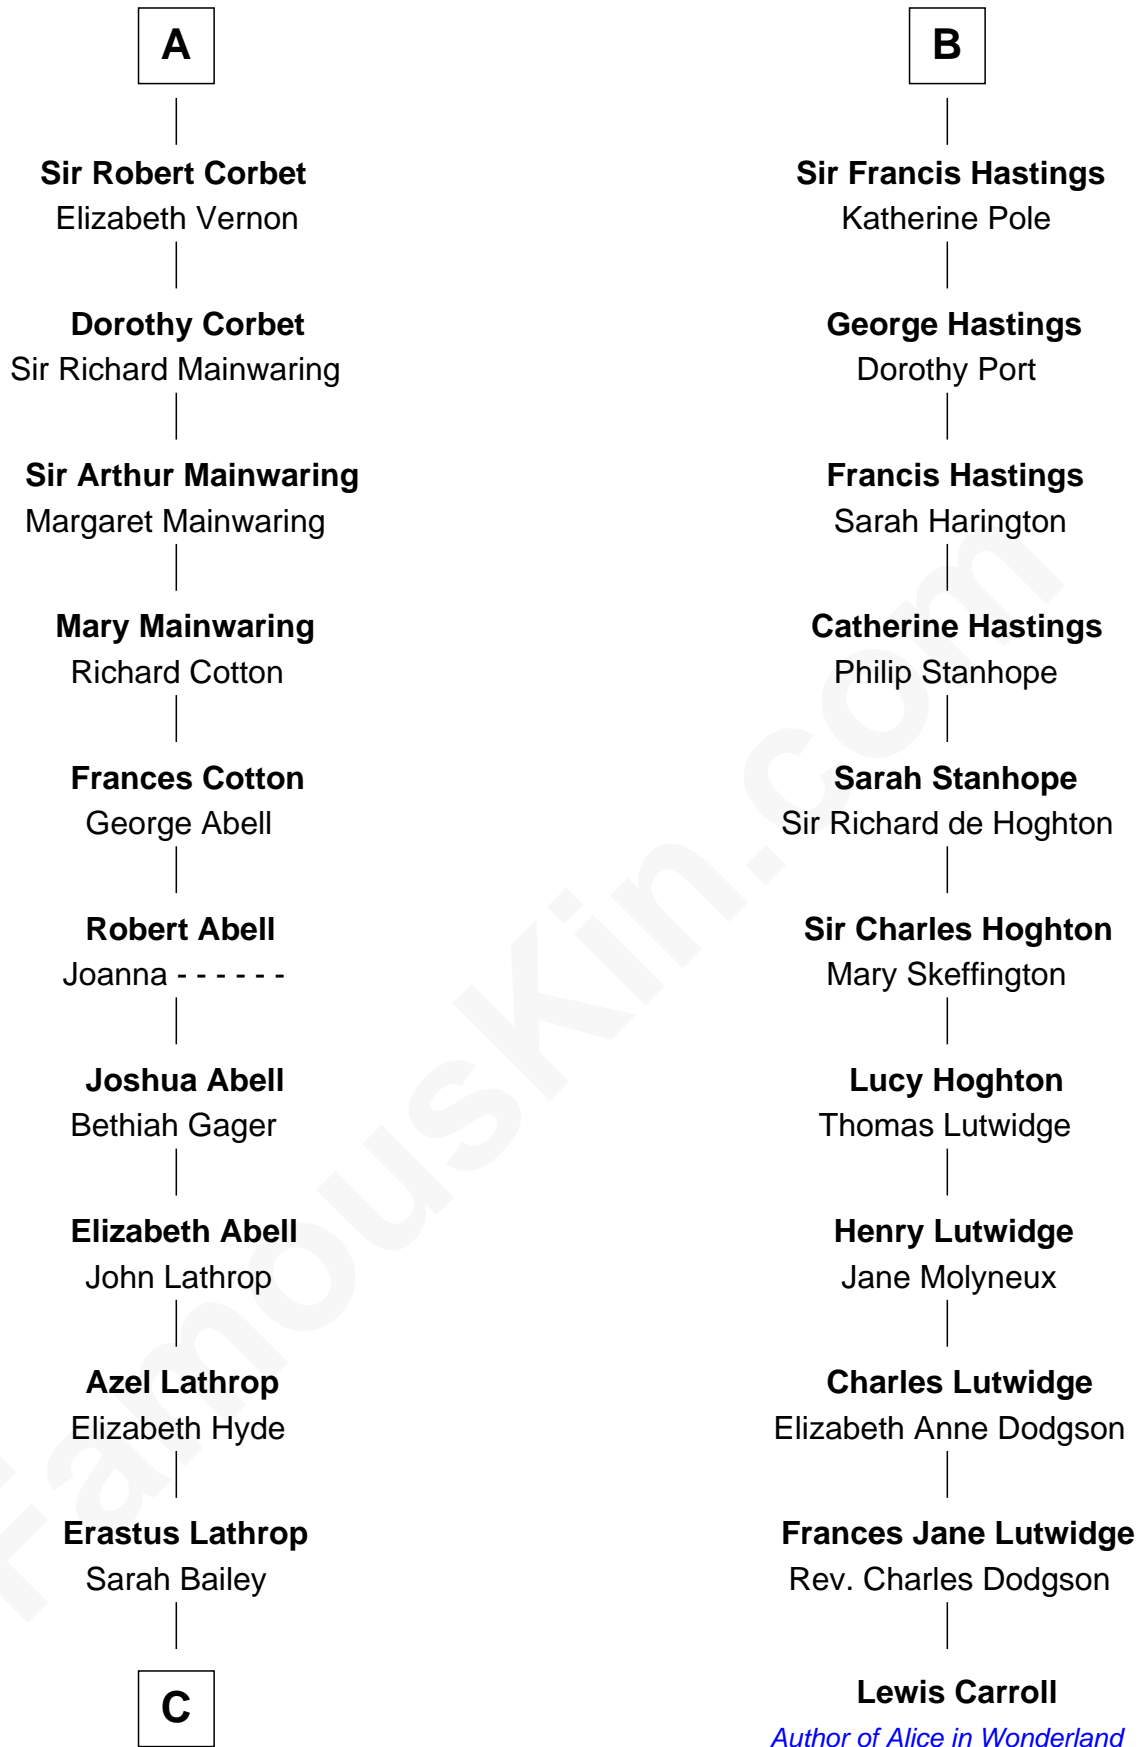 A
B
Sir Robert Corbet
Elizabeth Vernon
Sir Francis Hastings
Katherine Pole
Dorothy Corbet
Sir Richard Mainwaring
George Hastings
Dorothy Port
Sir Arthur Mainwaring
Margaret Mainwaring
Francis Hastings
Sarah Harington
Mary Mainwaring
Richard Cotton
Catherine Hastings
Philip Stanhope
Frances Cotton
George Abell
Sarah Stanhope
Sir Richard de Hoghton
Robert Abell
Joanna - - - - - -
Sir Charles Hoghton
Mary Skeffington
Joshua Abell
Bethiah Gager
Lucy Hoghton
Thomas Lutwidge
Elizabeth Abell
John Lathrop
Henry Lutwidge
Jane Molyneux
Azel Lathrop
Elizabeth Hyde
Charles Lutwidge
Elizabeth Anne Dodgson
Erastus Lathrop
Sarah Bailey
Frances Jane Lutwidge
Rev. Charles Dodgson
C
Lewis Carroll
Author of Alice in Wonderland
FamousKin.com